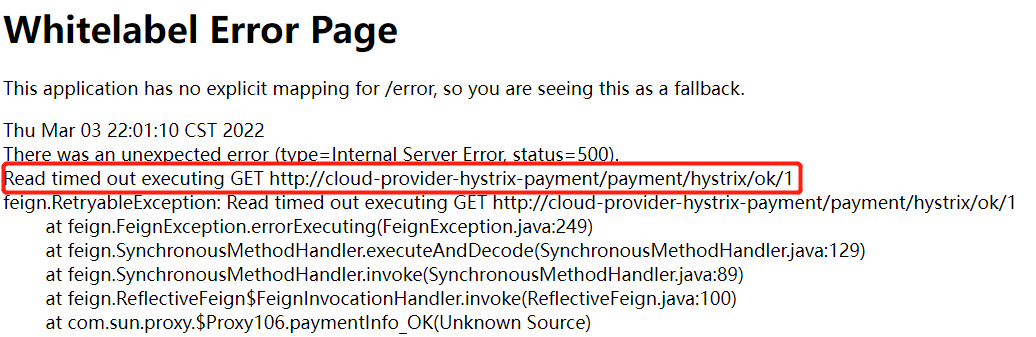 Whitelabel Error Page
This application has no explicit mapping for /error, so you are seeing this as a fallback.
Thu Mar 03 22:01:10 CST 2022
There was an unexpected error (type=Internal Server Error, status=500).
Read timed out executing GET http://cloud-provider-hystrix-payment/payment/hystrix/ok/1
feign.RetryableException: Read timed out executing GET http://cloud-provider-hystrix-payment/payment/hystrix/ok/1
at feign.FeignException.errorExecuting(FeignException.java:249)
at feign.SynchronousMethodHandler.executeAndDecode(SynchronousMethodHandler.java:129)
at feign.SynchronousMethodHandler.invoke(SynchronousMethodHandler.java:89)
at feign.ReflectiveFeign$FeignInvocationHandler.invoke(ReflectiveFeign.java:100)
at com.sun.proxy.$Proxy106.paymentInfo_OK(Unknown Source)